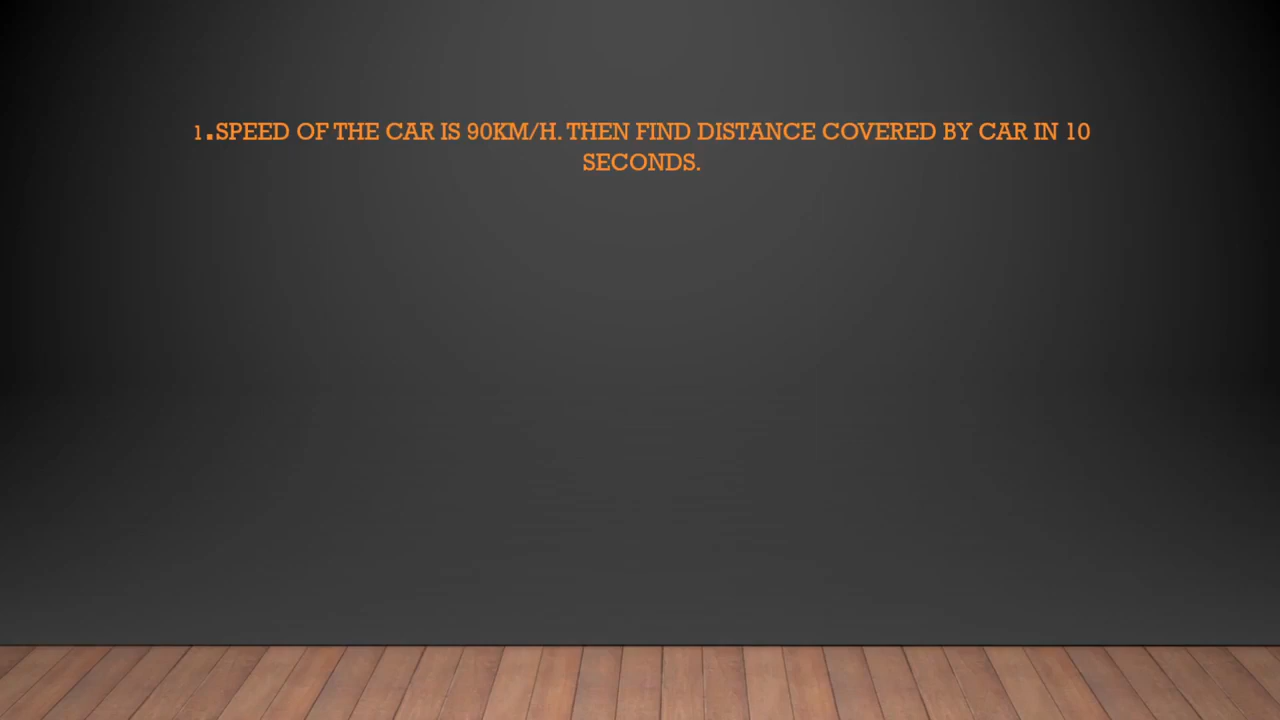 1.SPEED OF THE CAR IS 90KM/H. THEN FIND DISTANCE COVERED BY CAR IN 10
SECONDS.